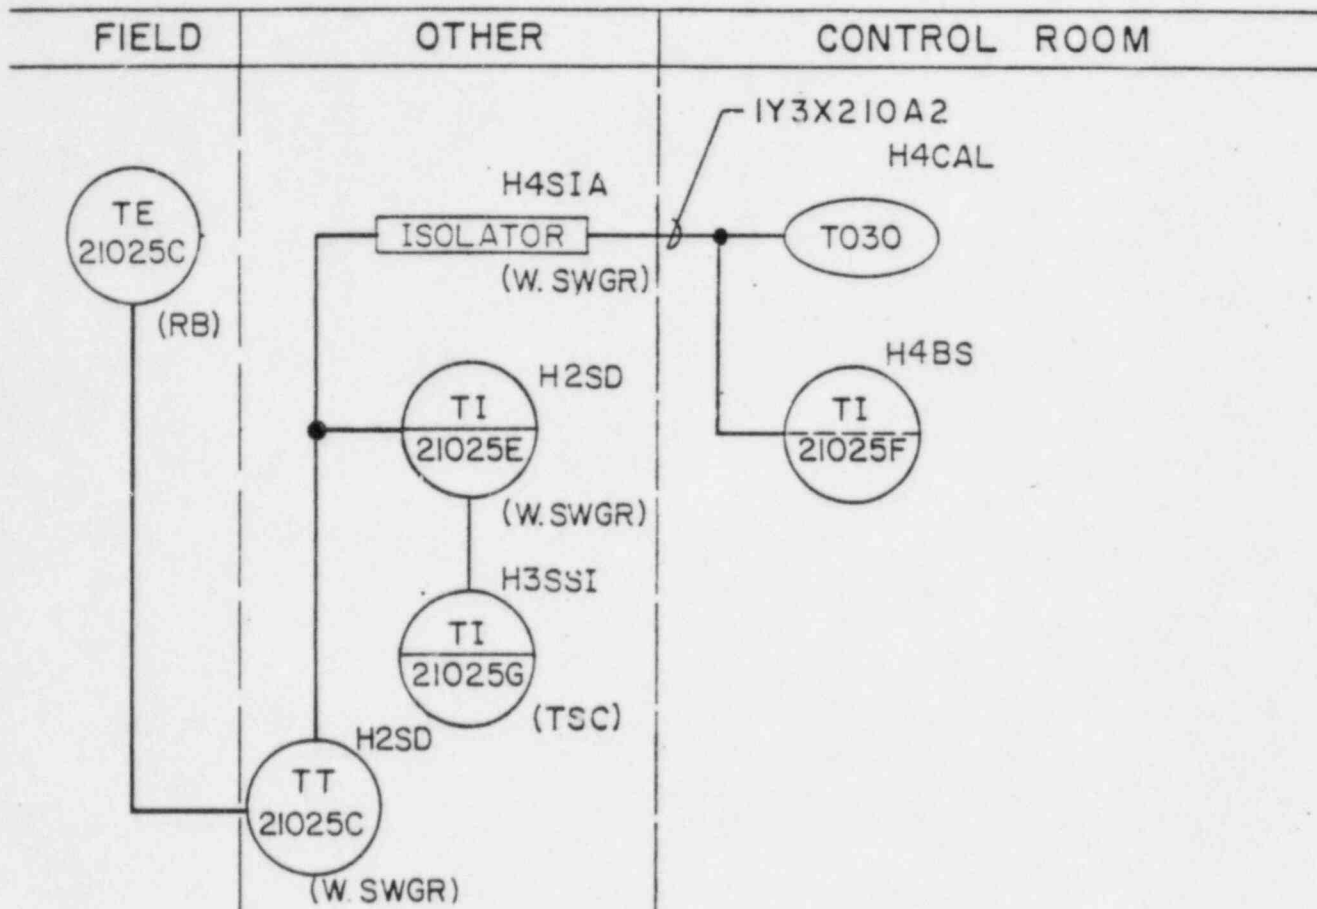 FIELD
OTHER
CONTROL ROOM
1Y3X210A2
H4CAL
TE
21025C
(RB)
H4SIA
ISOLATOR
(W. SWGR)
T030
H2SD
TI
21025E
(W. SWGR)
H4BS
TI
21025F
H3SSI
TI
21025G
(TSC)
H2SD
TT
21025C
(W. SWGR)